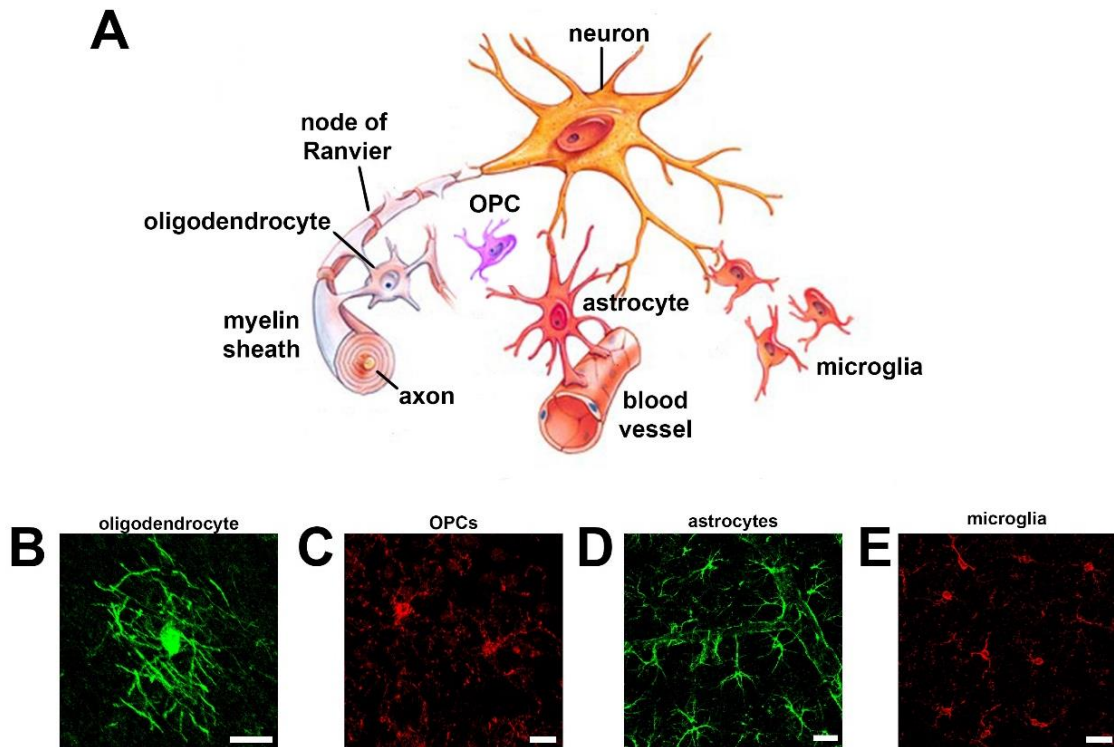 A
neuron
node of
Ranvier
OPC
oligodendrocyte
astrocyte
myelin
sheath
microglia
axon
blood
vessel
B
oligodendrocyte
C
OPCs
D
astrocytes
E
microglia